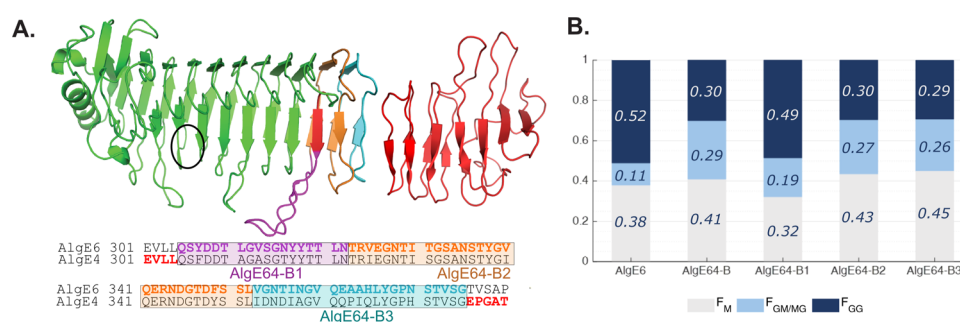 A.
AlgE6 301 EVLLQSYDDT LGVSGNYYTT LNTRVEGNTI TGSANSTYGV
AlgE4 301 EVLLQSFDDT AGASGTYYTT LNTRIEGNTI SGSANSTYGI
AlgE64-B1 AlgE64-B2
AlgE6 341 QERNDGTDFS SLVGNTINGV QEAAHLYGPN STVSGTVSAP
AlgE4 341 QERNDGTDYS SLIDNDIAGV QQPIQLYGPH STVSGEPGAT
AlgE64-B3
B.
1
0.8
0.6
0.4
0.2
0
0.52 0.30 0.49 0.30 0.29
0.11 0.29 0.19 0.27 0.26
0.38 0.41 0.32 0.43 0.45
AlgE6 AlgE64-B AlgE64-B1 AlgE64-B2 AlgE64-B3
F_M F_GM/MG F_GG